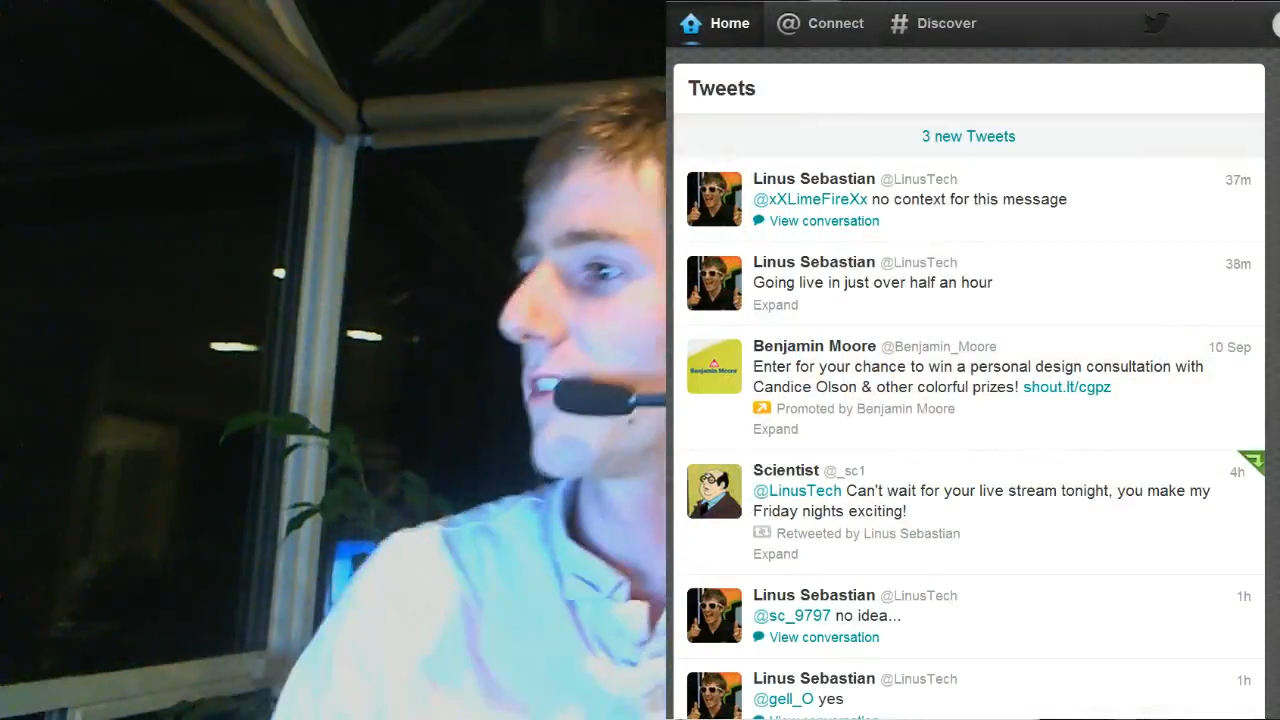 Home
@ Connect
# Discover
Tweets
3 new Tweets
Linus Sebastian @LinusTech 37m
@xXLimeFireXx no context for this message
View conversation
Linus Sebastian @LinusTech 38m
Going live in just over half an hour
Expand
Benjamin Moore @Benjamin_Moore 10 Sep
Benjamin Moore
Enter for your chance to win a personal design consultation with
Candice Olson & other colorful prizes! shout.lt/cgpz
Promoted by Benjamin Moore
Expand
Scientist @_sc1 4h
@LinusTech Can't wait for your live stream tonight, you make my
Friday nights exciting!
Retweeted by Linus Sebastian
Expand
Linus Sebastian @LinusTech 1h
@sc_9797 no idea...
View conversation
Linus Sebastian @LinusTech 1h
@gell_O yes
View conversation